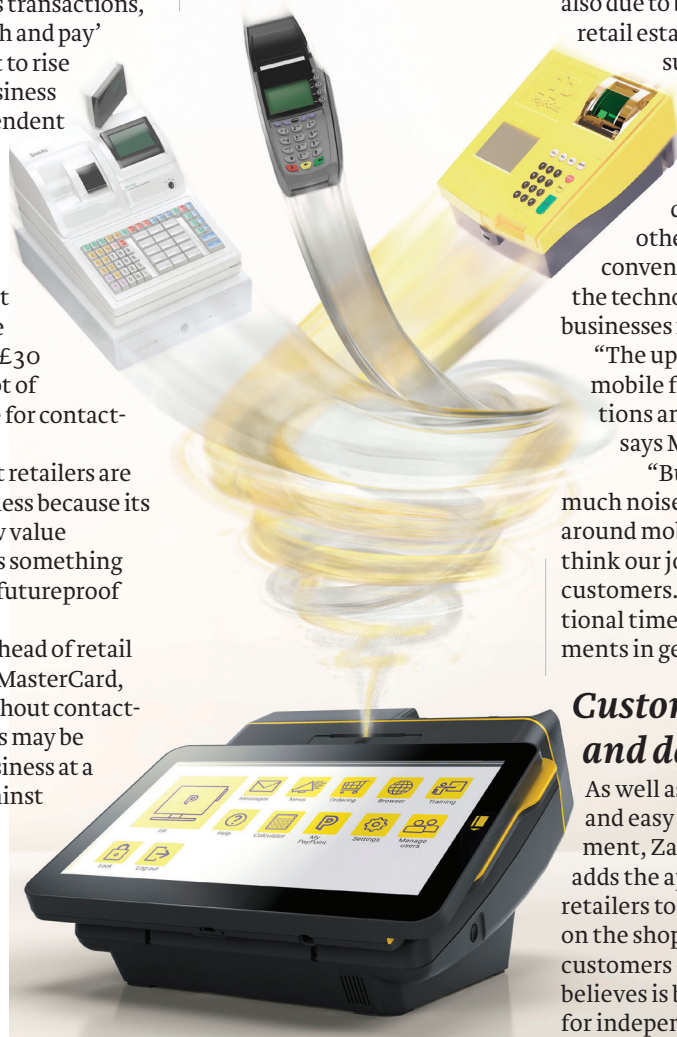 s transactions,
h and pay’
t to rise
siness
endent
t
e
£30
ot of
e for contact-
t retailers are
ness because its
w value
s something
futureproof
head of retail
MasterCard,
hout contact-
s may be
siness at a
inst
also due to b
retail esta
su
othe
conven
the techno
businesses
“The up
mobile f
tions an
says M
“Bu
much noise
around mob
think our jo
customers.
tional time
ments in ge
Custom
and de
As well as
and easy
ment, Za
adds the ap
retailers to
on the shop
customers
believes is b
for indepen
Till
Messages
News
Ordering
Browser
Training
Help
Calculator
My PayPoint
Settings
Manage users
Lock
Log out